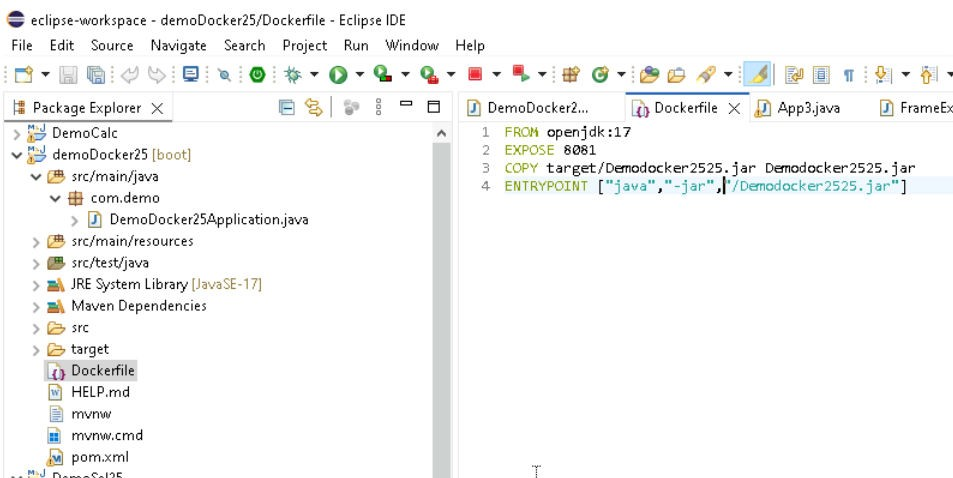 eclipse-workspace - demoDocker25/Dockerfile - Eclipse IDE
File Edit Source Navigate Search Project Run Window Help
Package Explorer
DemoCalc
demoDocker25 [boot]
src/main/java
com.demo
DemoDocker25Application.java
src/main/resources
src/test/java
JRE System Library [JavaSE-17]
Maven Dependencies
src
target
Dockerfile
HELP.md
mvnw
mvnw.cmd
pom.xml
DemoDocker2... Dockerfile App3.java FrameEx
1 FROM openjdk:17
2 EXPOSE 8081
3 COPY target/Demodocker2525.jar Demodocker2525.jar
4 ENTRYPOINT ["java","-jar","/Demodocker2525.jar"]